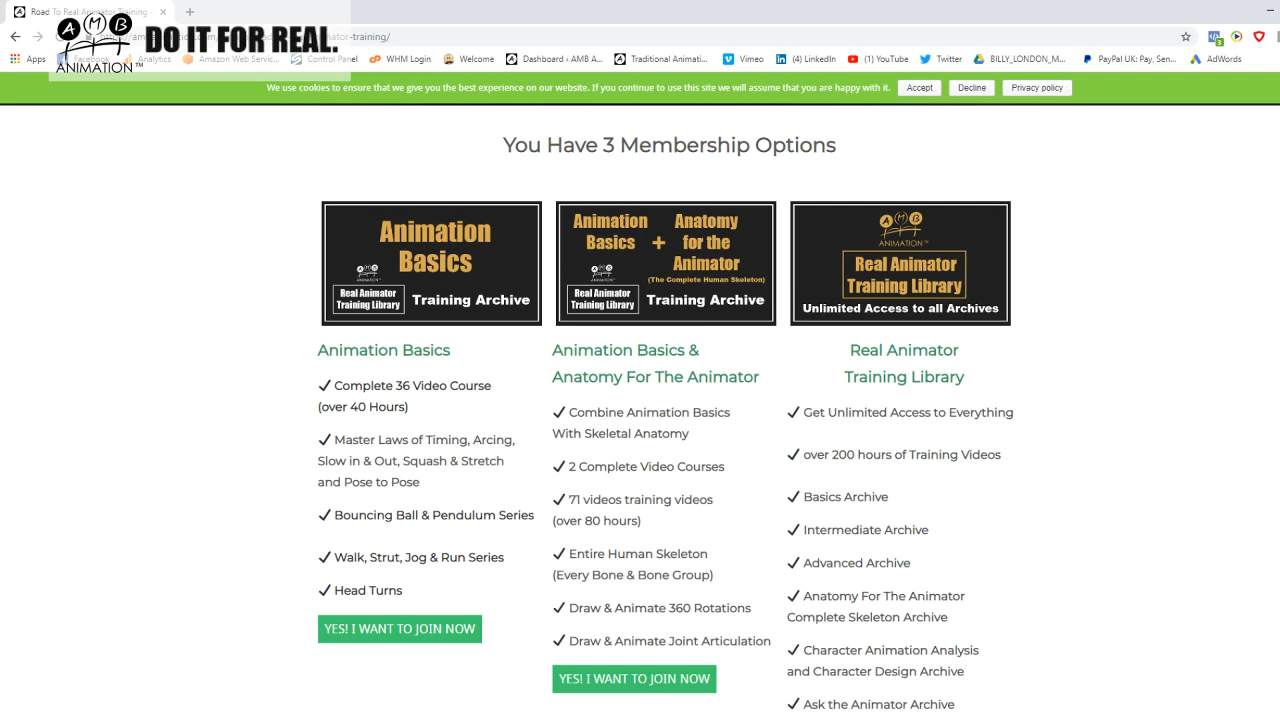 Road To Real Animator Training
AMB
ANIMATION™
DO IT FOR REAL.
-training/
Apps
Facebook
Analytics
Amazon Web Servic...
Control Panel
WHM Login
Welcome
Dashboard ‹ AMB A...
Traditional Animati...
Vimeo
(4) LinkedIn
(1) YouTube
Twitter
BILLY_LONDON_M...
PayPal UK: Pay, Sen...
AdWords
We use cookies to ensure that we give you the best experience on our website. If you continue to use this site we will assume that you are happy with it.
Accept
Decline
Privacy policy
You Have 3 Membership Options
Animation
Basics
AMB
ANIMATION™
Real Animator
Training Library
Training Archive
Animation Basics
✓ Complete 36 Video Course
(over 40 Hours)
✓ Master Laws of Timing, Arcing,
Slow in & Out, Squash & Stretch
and Pose to Pose
✓ Bouncing Ball & Pendulum Series
✓ Walk, Strut, Jog & Run Series
✓ Head Turns
YES! I WANT TO JOIN NOW
Animation
Basics
+
Anatomy
for the
Animator
(The Complete Human Skeleton)
AMB
ANIMATION™
Real Animator
Training Library
Training Archive
Animation Basics &
Anatomy For The Animator
✓ Combine Animation Basics
With Skeletal Anatomy
✓ 2 Complete Video Courses
✓ 71 videos training videos
(over 80 hours)
✓ Entire Human Skeleton
(Every Bone & Bone Group)
✓ Draw & Animate 360 Rotations
✓ Draw & Animate Joint Articulation
YES! I WANT TO JOIN NOW
AMB
ANIMATION™
Real Animator
Training Library
Unlimited Access to all Archives
Real Animator
Training Library
✓ Get Unlimited Access to Everything
✓ over 200 hours of Training Videos
✓ Basics Archive
✓ Intermediate Archive
✓ Advanced Archive
✓ Anatomy For The Animator
Complete Skeleton Archive
✓ Character Animation Analysis
and Character Design Archive
✓ Ask the Animator Archive